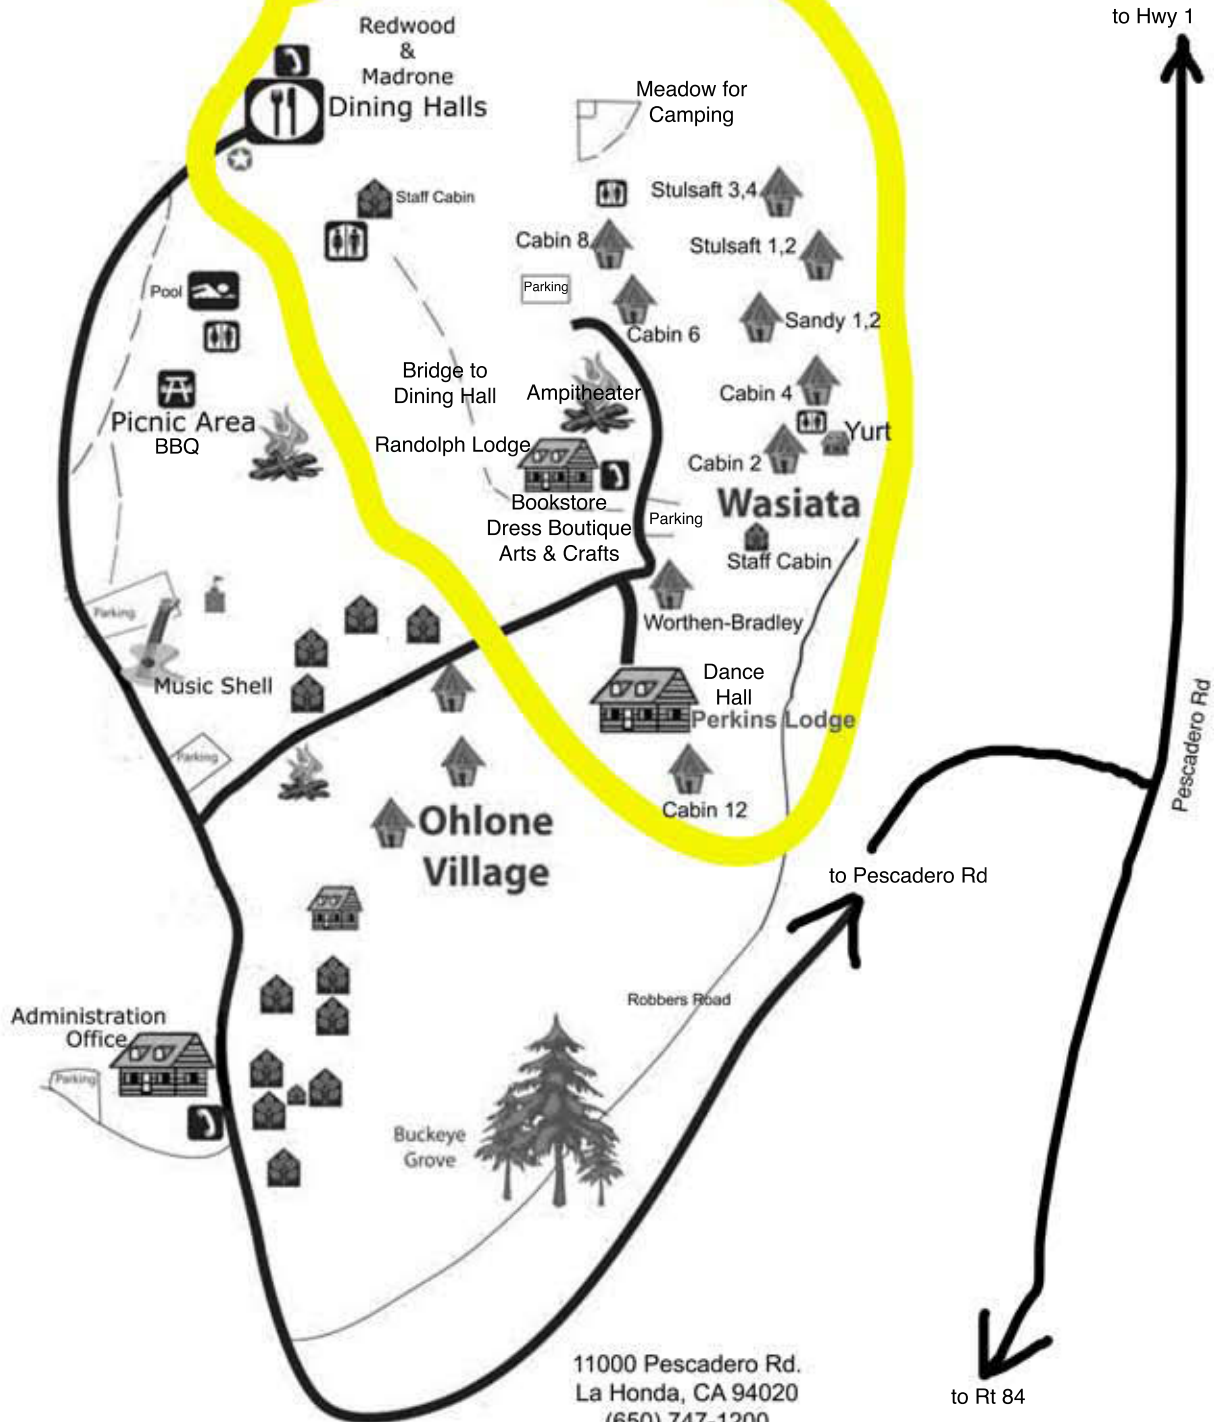 to Hwy 1
Redwood
&
Madrone
Dining Halls
Meadow for
Camping
Stulsaft 3,4
Staff Cabin
Cabin 8
Stulsaft 1,2
Parking
Pool
Cabin 6
Sandy 1,2
Bridge to
Dining Hall
Ampitheater
Cabin 4
Picnic Area
BBQ
Randolph Lodge
Yurt
Cabin 2
Wasiata
Bookstore
Dress Boutique
Arts & Crafts
Parking
Staff Cabin
Parking
Worthen-Bradley
Music Shell
Dance
Hall
Perkins Lodge
Pescadero Rd
Parking
Cabin 12
Ohlone
Village
to Pescadero Rd
Robbers Road
Administration
Office
Parking
Buckeye
Grove
11000 Pescadero Rd.
La Honda, CA 94020
(650) 747-1200
to Rt 84